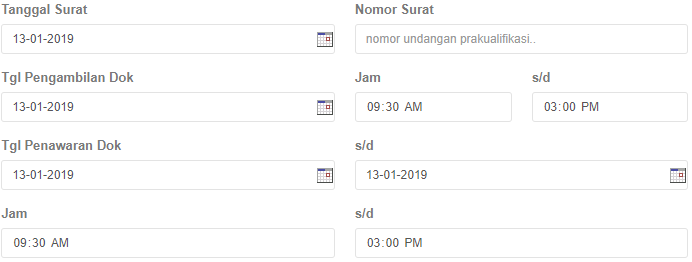 Tanggal Surat Nomor Surat
13-01-2019 nomor undangan prakualifikasi..
Tgl Pengambilan Dok Jam s/d
13-01-2019 09:30 AM 03:00 PM
Tgl Penawaran Dok s/d
13-01-2019 13-01-2019
Jam s/d
09:30 AM 03:00 PM